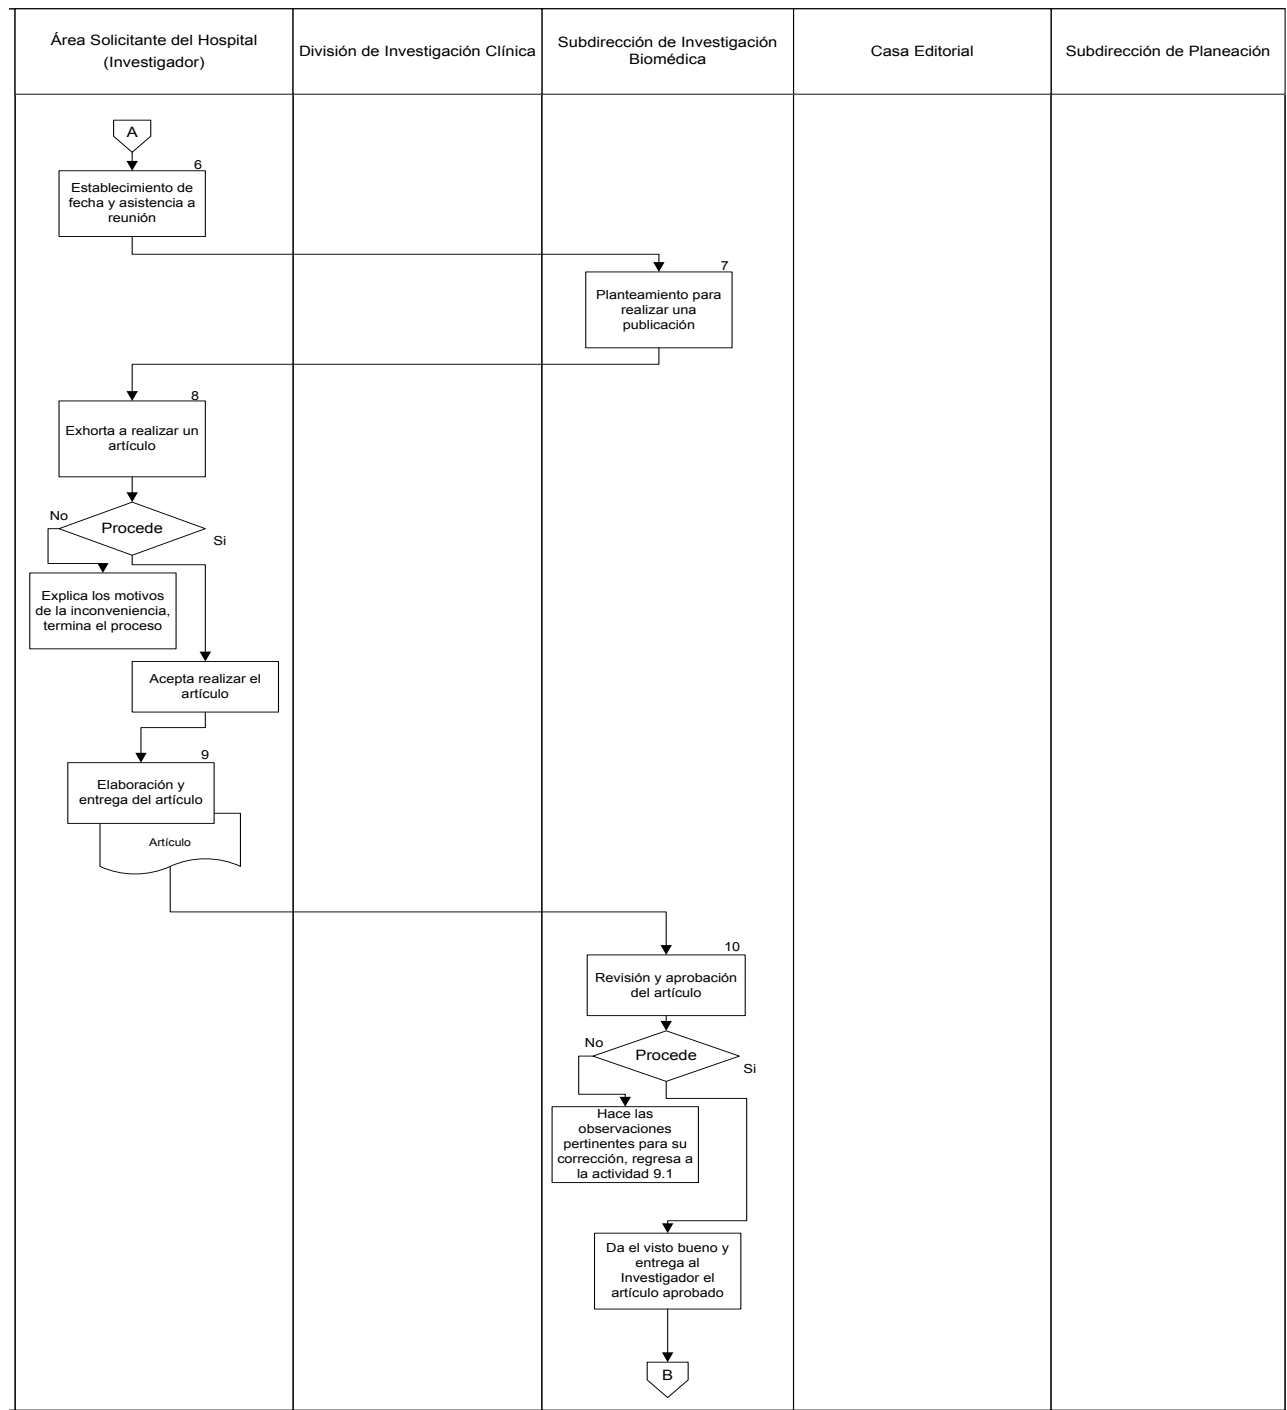 Área Solicitante del Hospital
(Investigador)
División de Investigación Clínica
Subdirección de Investigación
Biomédica
Casa Editorial
Subdirección de Planeación
A
6
Establecimiento de
fecha y asistencia a
reunión
7
Planteamiento para
realizar una
publicación
8
Exhorta a realizar un
artículo
No
Procede
Si
Explica los motivos
de la inconveniencia,
termina el proceso
Acepta realizar el
artículo
9
Elaboración y
entrega del artículo
Artículo
10
Revisión y aprobación
del artículo
No
Procede
Si
Hace las
observaciones
pertinentes para su
corrección, regresa a
la actividad 9.1
Da el visto bueno y
entrega al
Investigador el
artículo aprobado
B